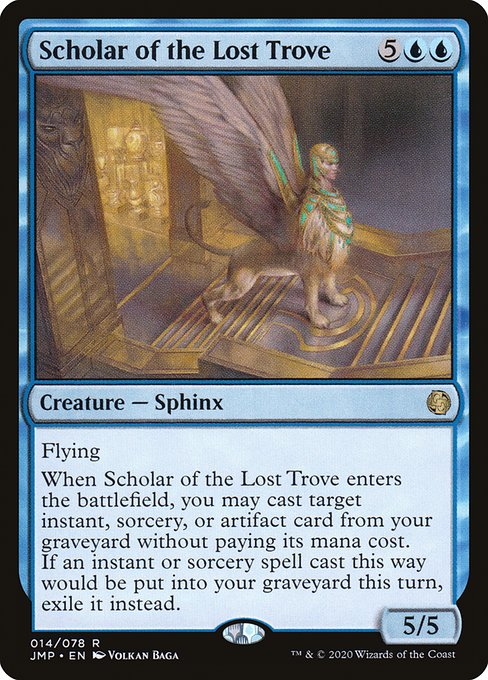 Scholar of the Lost Trove 5
Creature — Sphinx
Flying
When Scholar of the Lost Trove enters
the battlefield, you may cast target
instant, sorcery, or artifact card from your
graveyard without paying its mana cost.
If an instant or sorcery spell cast this way
would be put into your graveyard this turn,
exile it instead.
5/5
014/078 R
JMP • EN Volkan Baga
™ & © 2020 Wizards of the Coast